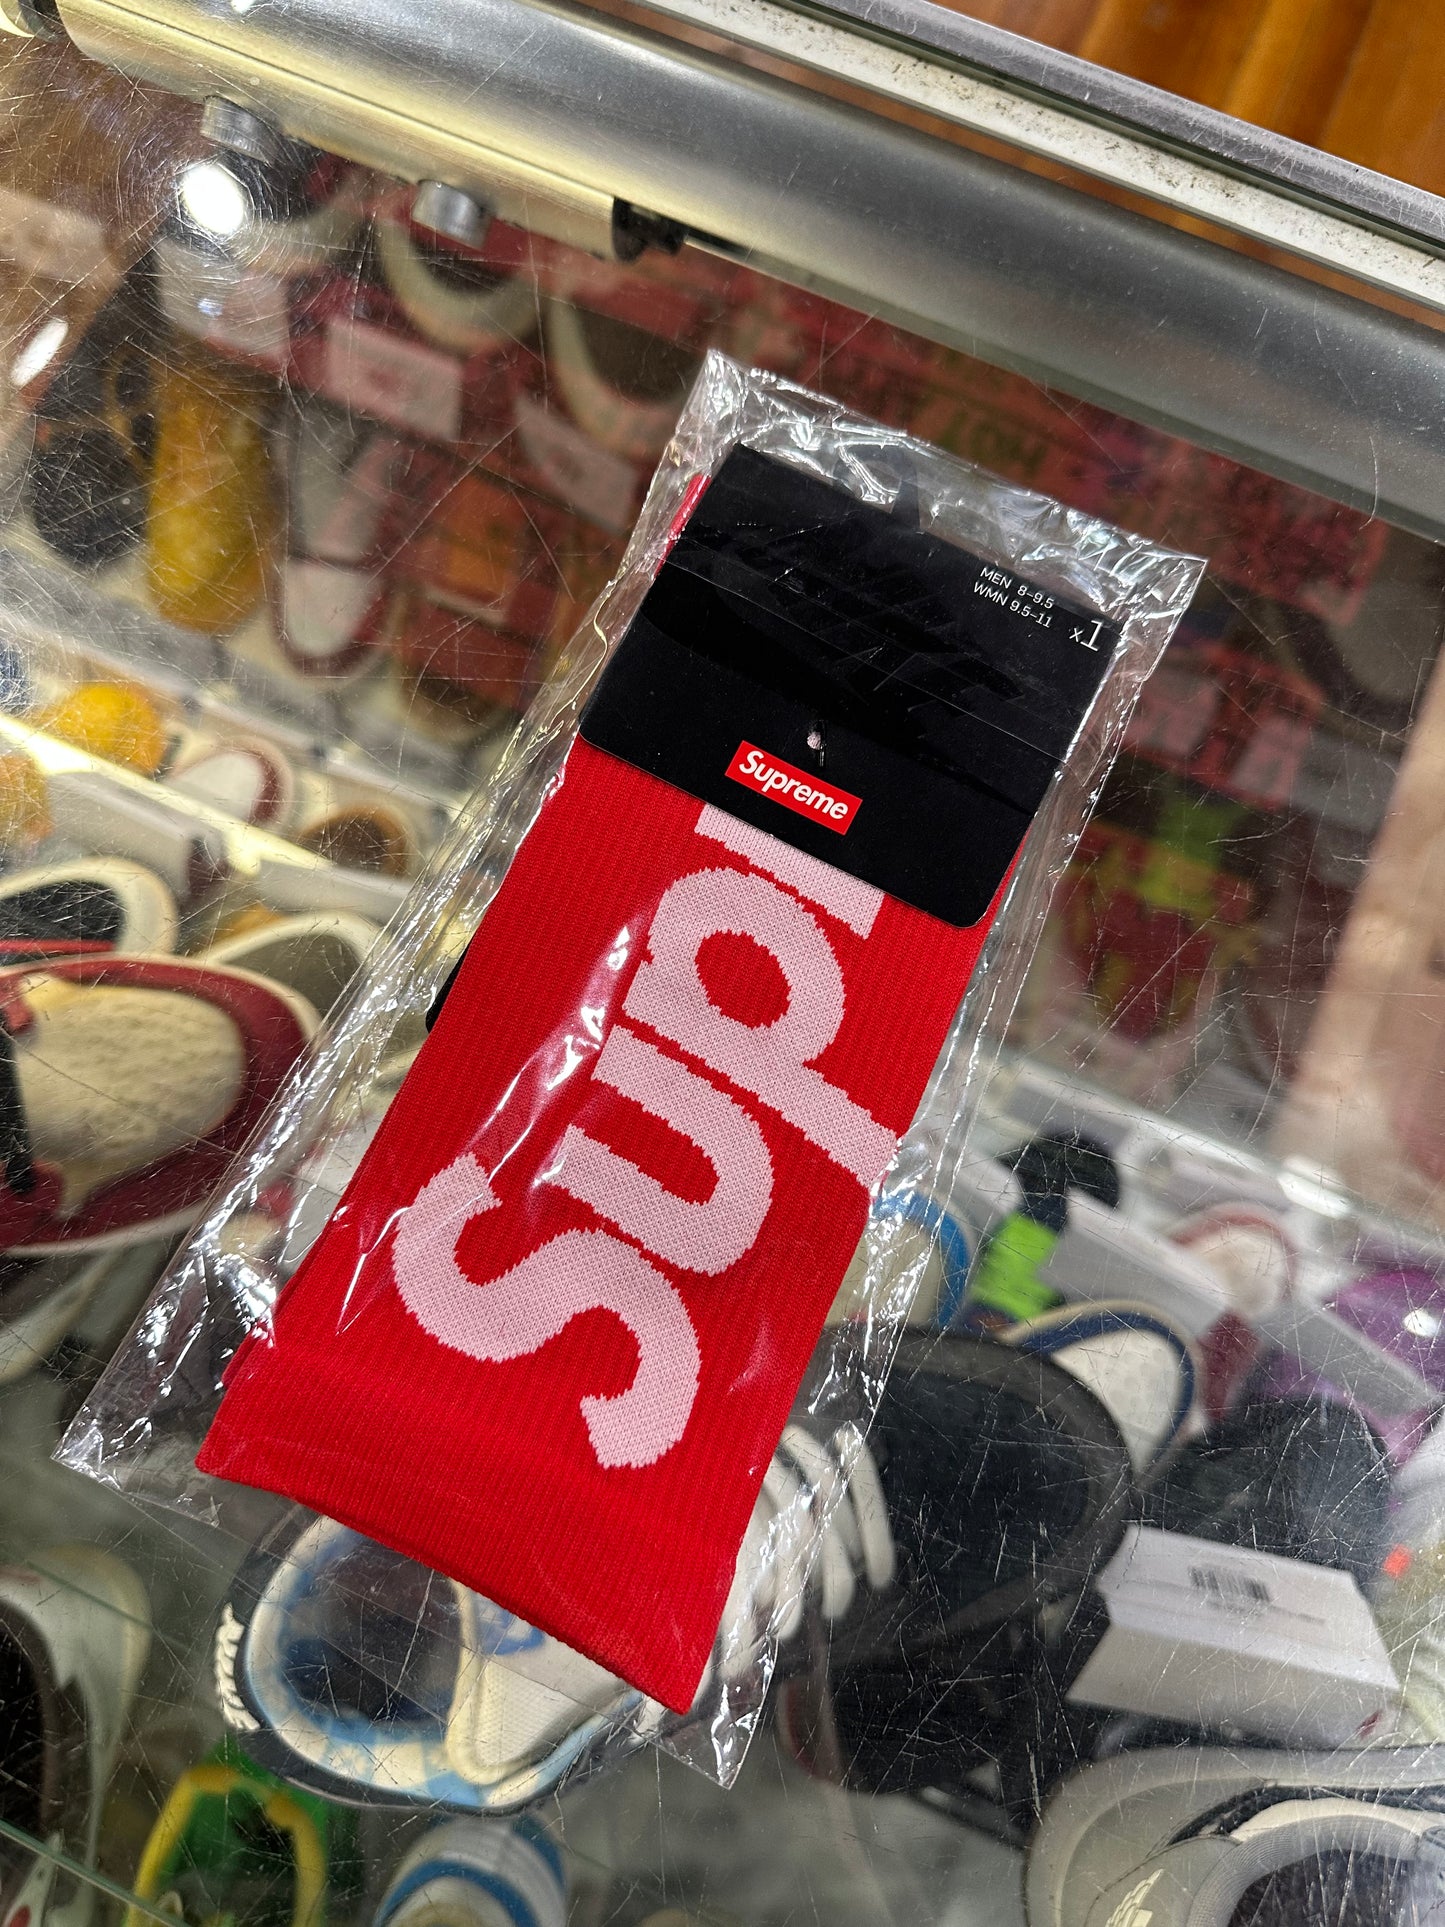 MEN 8-9.5
WMN 9.5-11
x1
Supreme
Sup